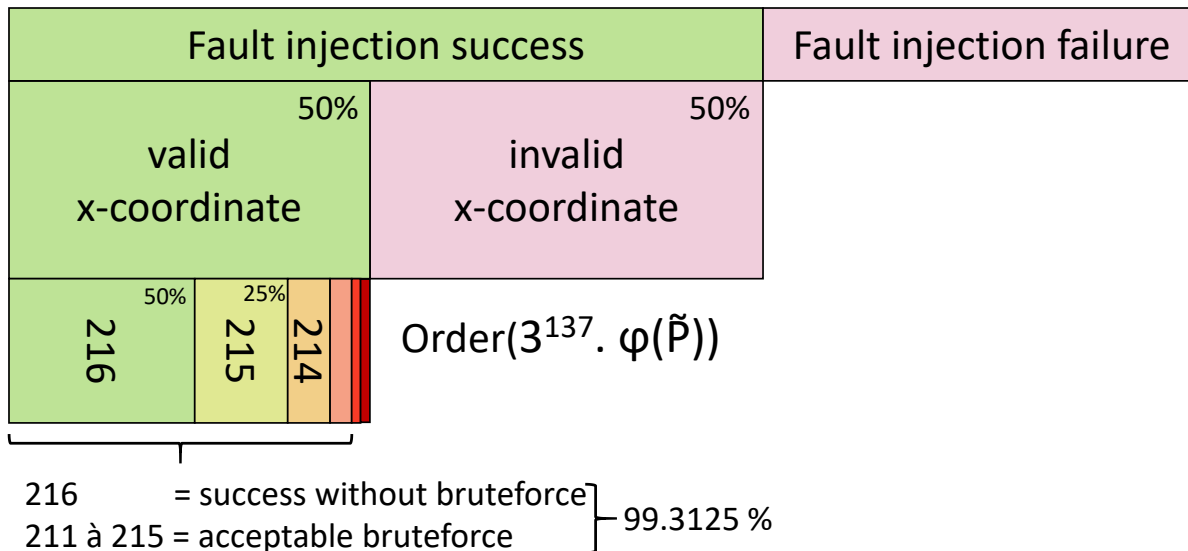 Fault injection success
Fault injection failure
50%
valid
x-coordinate
50%
invalid
x-coordinate
50%
216
25%
215
214
Order(3¹³⁷. φ(P̃))
216 = success without bruteforce
211 à 215 = acceptable bruteforce
99.3125 %